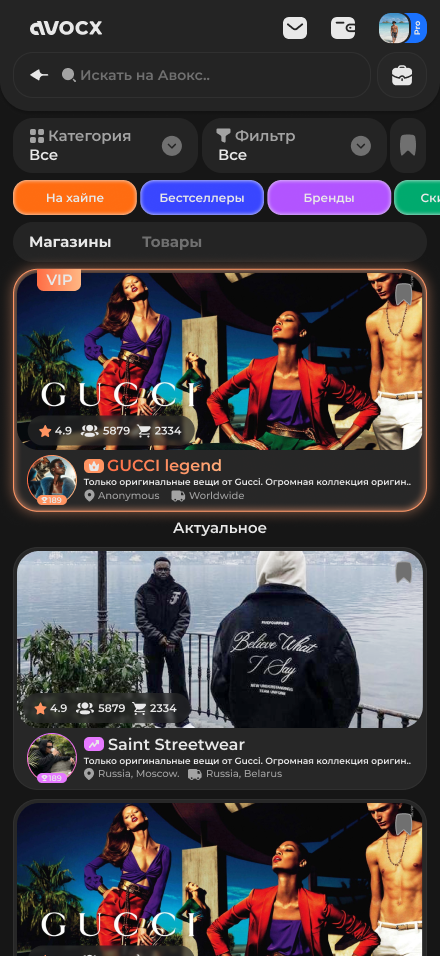 AVOCX
Pro
Искать на Авокс..
Категория
Все
Фильтр
Все
На хайпе
Бестселлеры
Бренды
Ски
Магазины
Товары
VIP
GUCCI
4.9 5879 2334
189
GUCCI legend
Только оригинальные вещи от Gucci. Огромная коллекция оригин..
Anonymous Worldwide
Актуальное
Believe What
I Say
NEW UNDERSTANDINGS
4.9 5879 2334
189
Saint Streetwear
Только оригинальные вещи от Gucci. Огромная коллекция оригин..
Russia, Moscow. Russia, Belarus
GUCCI